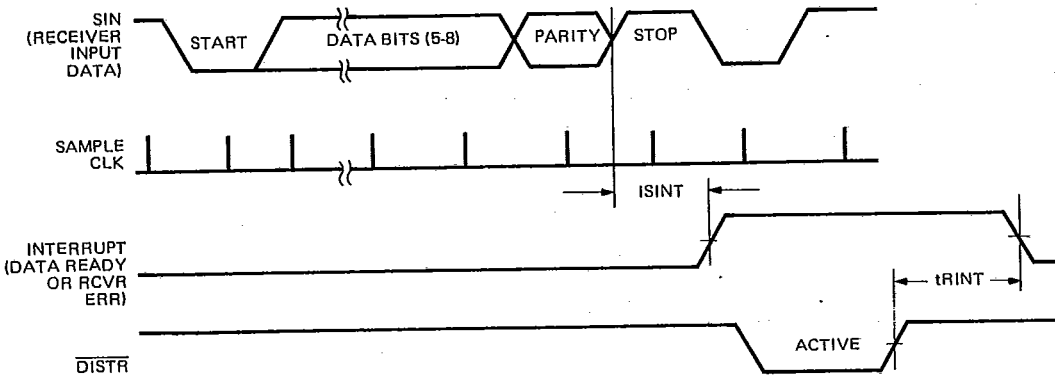 SIN
(RECEIVER
INPUT
DATA)
START
DATA BITS (5-8)
PARITY
STOP
SAMPLE
CLK
ISINT
INTERRUPT
(DATA READY
OR RCVR
ERR)
tRINT
DISTR
ACTIVE